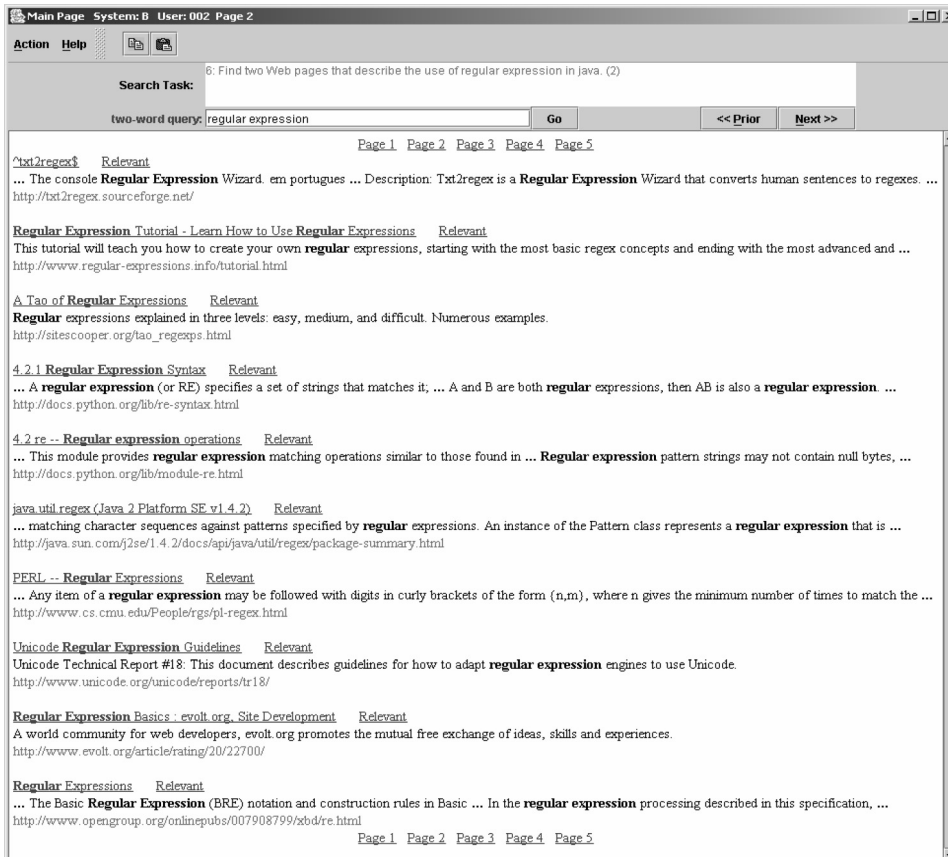 Main Page System: B User: 002 Page 2
Action Help
6: Find two Web pages that describe the use of regular expression in java. (2)
Search Task:
two-word query: regular expression Go << Prior Next >>
Page 1 Page 2 Page 3 Page 4 Page 5
^txt2regex$ Relevant
... The console Regular Expression Wizard. em portugues ... Description: Txt2regex is a Regular Expression Wizard that converts human sentences to regexes. ...
http://txt2regex.sourceforge.net/
Regular Expression Tutorial - Learn How to Use Regular Expressions Relevant
This tutorial will teach you how to create your own regular expressions, starting with the most basic regex concepts and ending with the most advanced and ...
http://www.regular-expressions.info/tutorial.html
A Tao of Regular Expressions Relevant
Regular expressions explained in three levels: easy, medium, and difficult. Numerous examples.
http://sitescooper.org/tao_regexps.html
4.2.1 Regular Expression Syntax Relevant
... A regular expression (or RE) specifies a set of strings that matches it; ... A and B are both regular expressions, then AB is also a regular expression. ...
http://docs.python.org/lib/re-syntax.html
4.2 re -- Regular expression operations Relevant
... This module provides regular expression matching operations similar to those found in ... Regular expression pattern strings may not contain null bytes, ...
http://docs.python.org/lib/module-re.html
java.util.regex (Java 2 Platform SE v1.4.2) Relevant
... matching character sequences against patterns specified by regular expressions. An instance of the Pattern class represents a regular expression that is ...
http://java.sun.com/j2se/1.4.2/docs/api/java/util/regex/package-summary.html
PERL -- Regular Expressions Relevant
... Any item of a regular expression may be followed with digits in curly brackets of the form {n,m}, where n gives the minimum number of times to match the ...
http://www.cs.cmu.edu/People/rgs/pl-regex.html
Unicode Regular Expression Guidelines Relevant
Unicode Technical Report #18: This document describes guidelines for how to adapt regular expression engines to use Unicode.
http://www.unicode.org/unicode/reports/tr18/
Regular Expression Basics : evolt.org, Site Development Relevant
A world community for web developers, evolt.org promotes the mutual free exchange of ideas, skills and experiences.
http://www.evolt.org/article/rating/20/22700/
Regular Expressions Relevant
... The Basic Regular Expression (BRE) notation and construction rules in Basic ... In the regular expression processing described in this specification, ...
http://www.opengroup.org/onlinepubs/007908799/xbd/re.html
Page 1 Page 2 Page 3 Page 4 Page 5